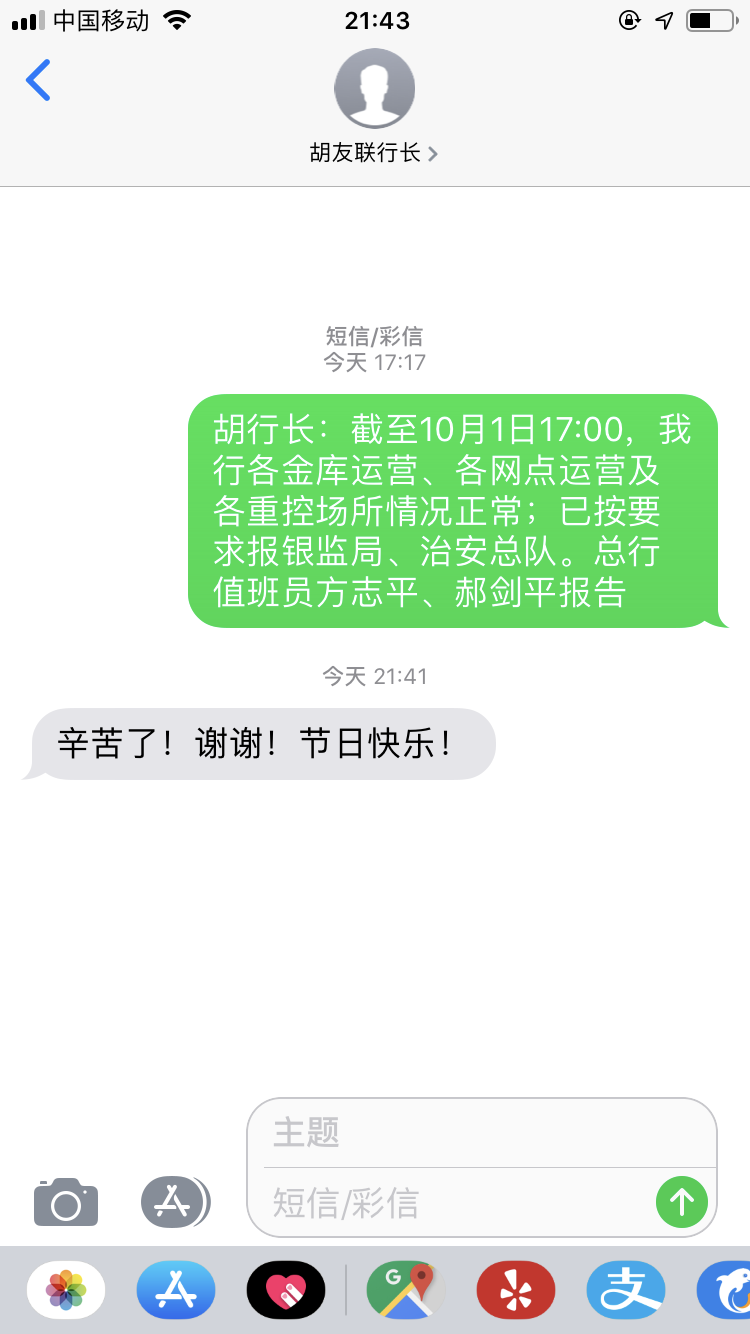 中国移动
21:43
胡友联行长
短信/彩信
今天 17:17
胡行长：截至10月1日17:00，我
行各金库运营、各网点运营及
各重控场所情况正常；已按要
求报银监局、治安总队。总行
值班员方志平、郝剑平报告
今天 21:41
辛苦了！谢谢！节日快乐！
主题
短信/彩信
G
支